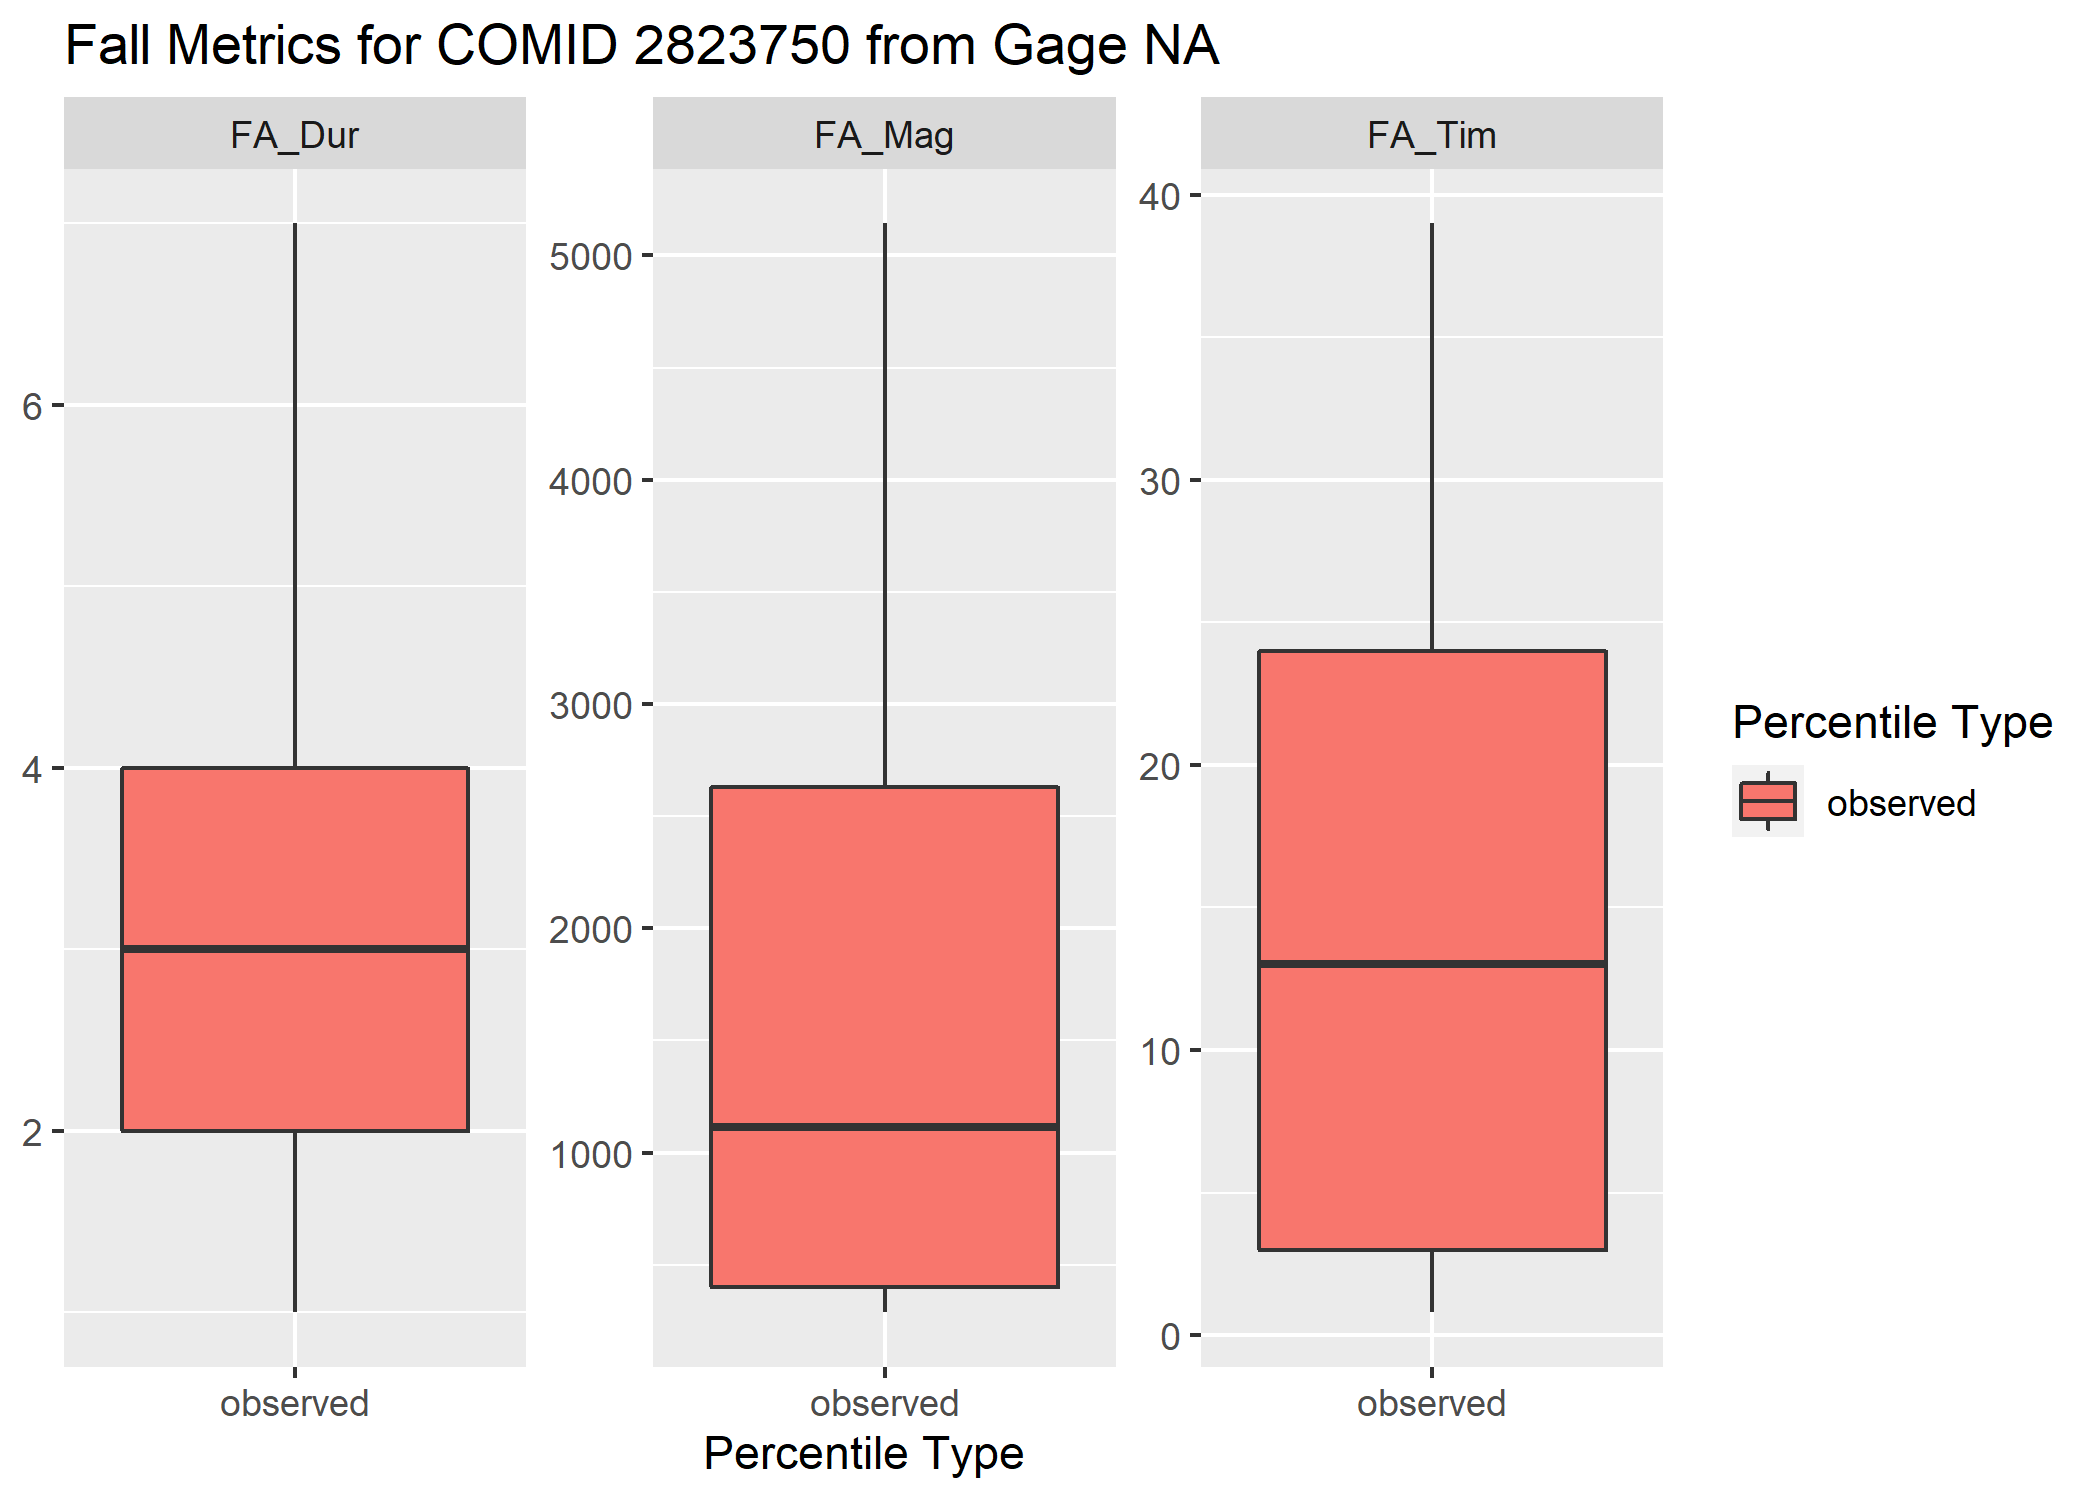 Fall Metrics for COMID 2823750 from Gage NA
FA_Dur
FA_Mag
FA_Tim
6
4
2
5000
4000
3000
2000
1000
40
30
20
10
0
observed
observed
observed
Percentile Type
Percentile Type
observed